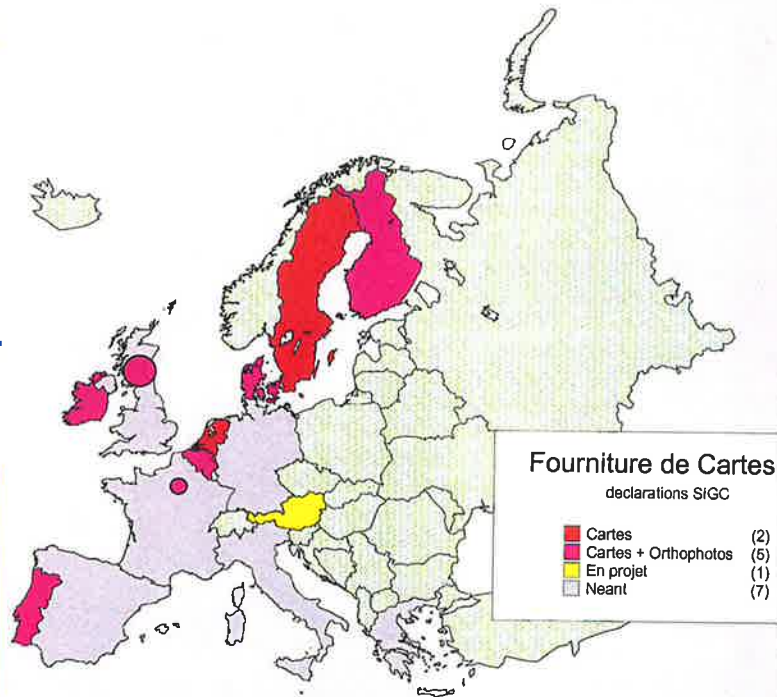 Fourniture de Cartes
declarations SIGC
Cartes (2)
Cartes + Orthophotos (5)
En projet (1)
Neant (7)